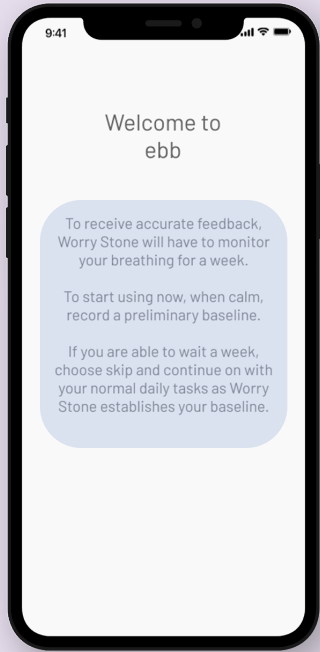 9:41
Welcome to
ebb
To receive accurate feedback,
Worry Stone will have to monitor
your breathing for a week.
To start using now, when calm,
record a preliminary baseline.
If you are able to wait a week,
choose skip and continue on with
your normal daily tasks as Worry
Stone establishes your baseline.